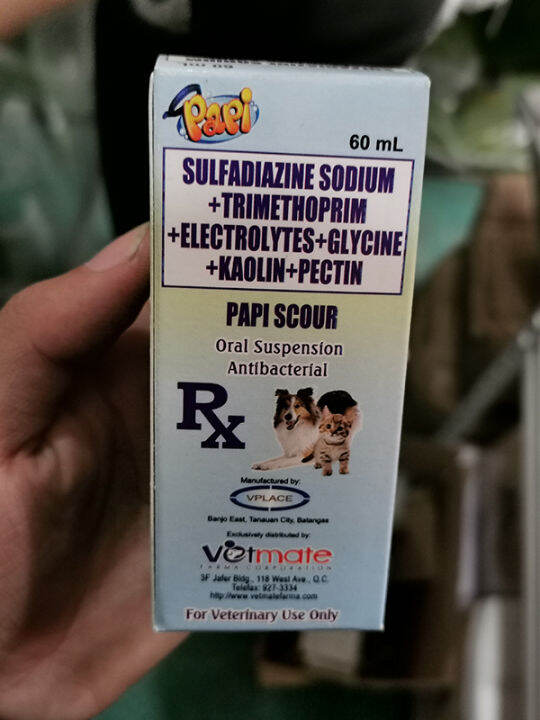 Papi
60 mL
SULFADIAZINE SODIUM
+TRIMETHOPRIM
+ELECTROLYTES+GLYCINE
+KAOLIN+PECTIN
PAPI SCOUR
Oral Suspension
Antibacterial
Rx
Manufactured by:
VPLACE
Banjo East, Tanauan City, Batangas
Exclusively distributed by:
Vetmate
FARMA CORPORATION
3F Jafer Bldg., 118 West Ave., Q.C.
Telefax: 927-3334
http://www.vetmatefarma.com
For Veterinary Use Only